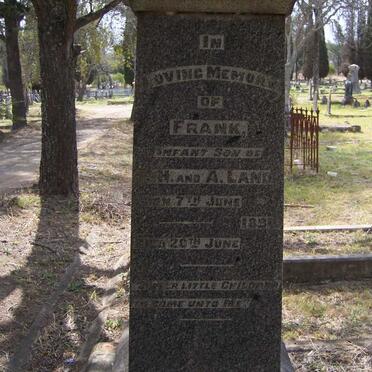 IN
LOVING MEMORY
OF
FRANK.
INFANT SON OF
H. AND A. LANE
7TH JUNE
20TH JUNE
LITTLE CHILDREN
COME UNTO ME